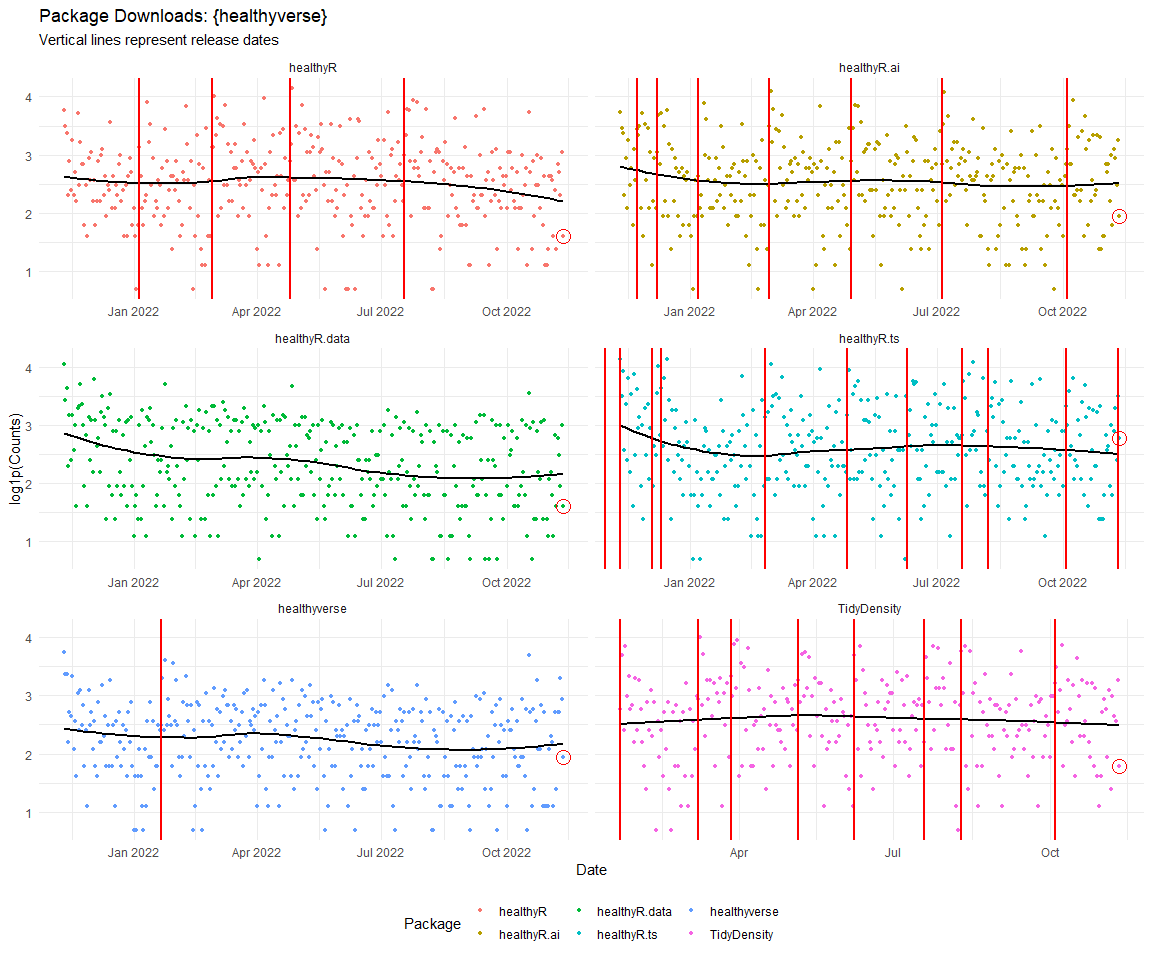 Package Downloads: {healthyverse}
Vertical lines represent release dates
healthyR
healthyR.ai
4
3
2
1
Jan 2022 Apr 2022 Jul 2022 Oct 2022
Jan 2022 Apr 2022 Jul 2022 Oct 2022
healthyR.data
healthyR.ts
4
3
2
1
log1p(Counts)
Jan 2022 Apr 2022 Jul 2022 Oct 2022
Jan 2022 Apr 2022 Jul 2022 Oct 2022
healthyverse
TidyDensity
4
3
2
1
Jan 2022 Apr 2022 Jul 2022 Oct 2022
Apr Jul Oct
Date
Package
healthyR healthyR.data healthyverse
healthyR.ai healthyR.ts TidyDensity